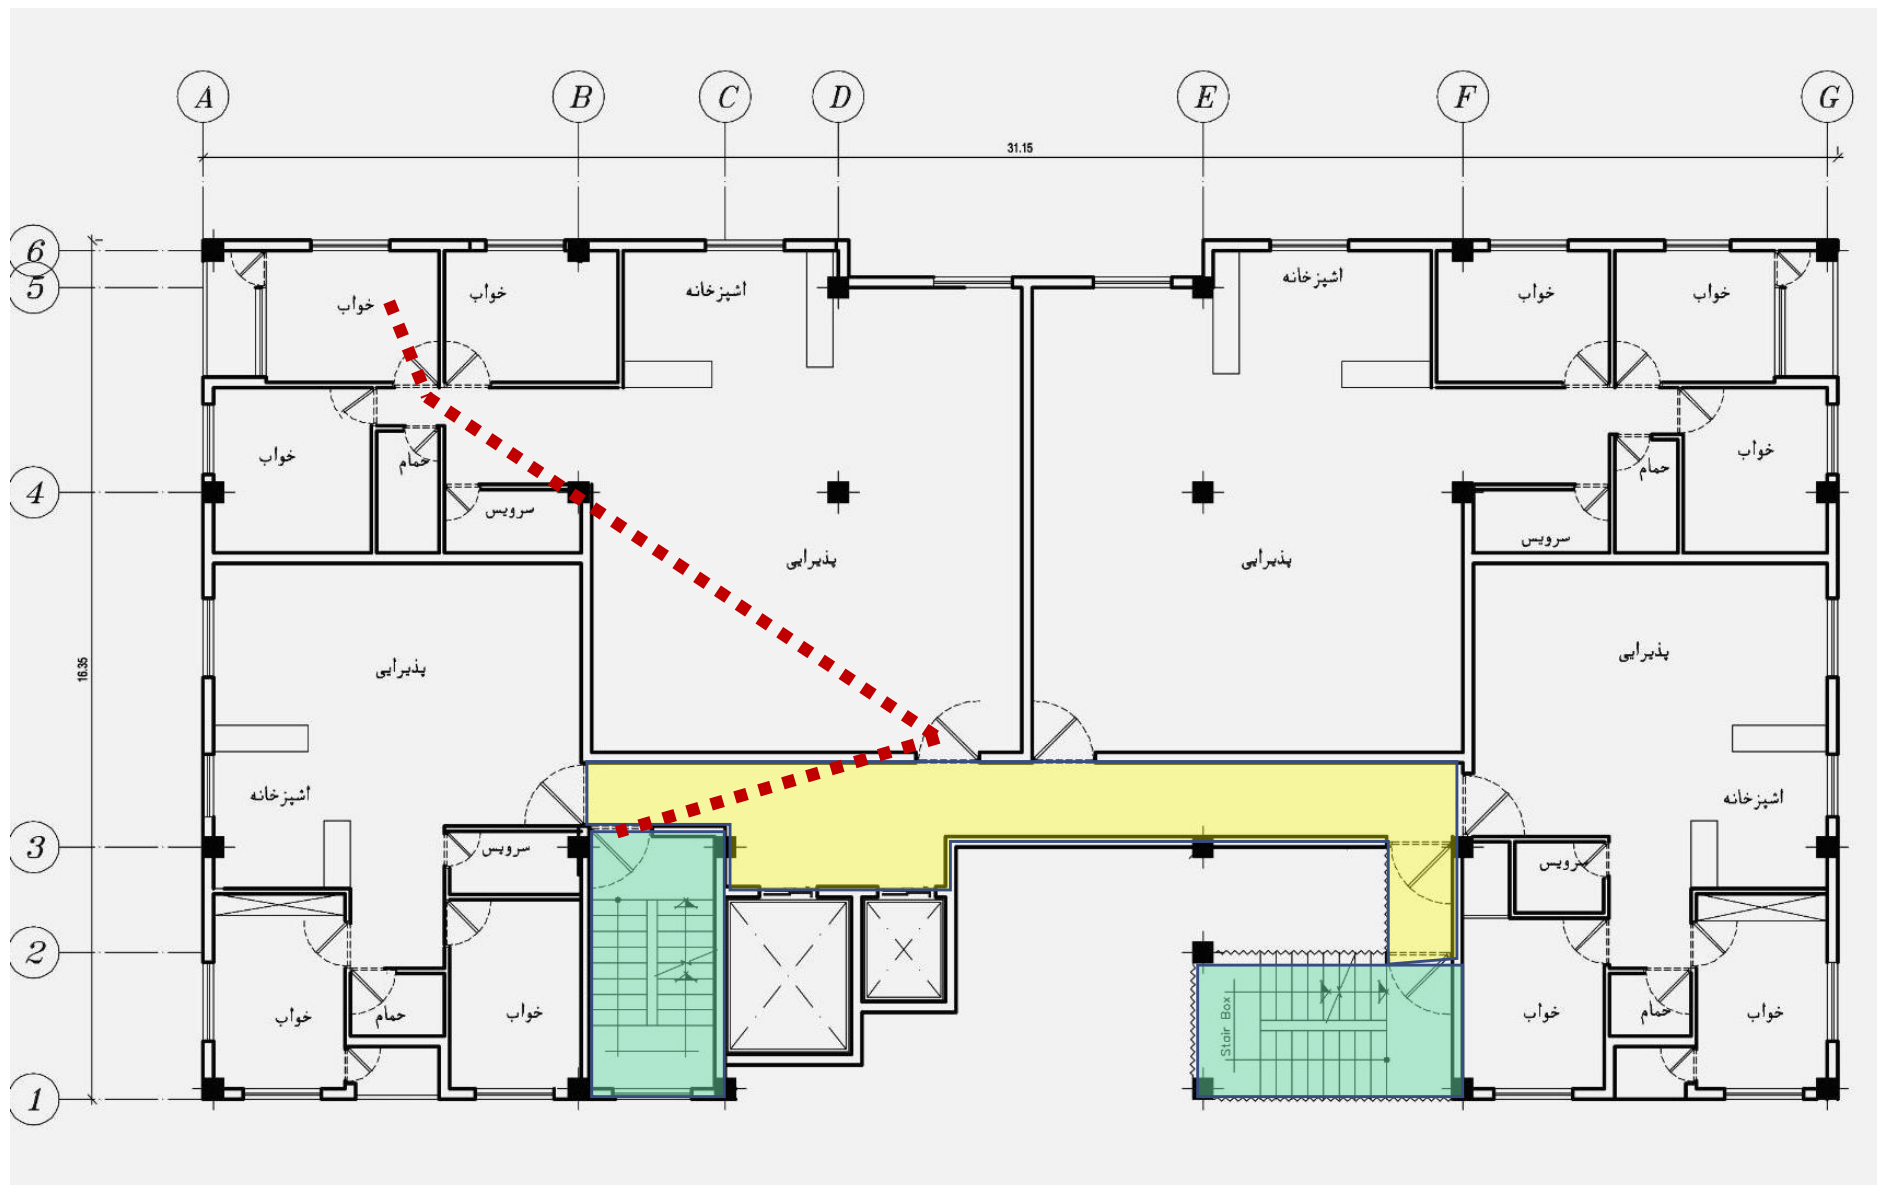 A B C D E F G
31.15
6
5
4
3
2
1
16.35
خواب
خواب
اشپزخانه
اشپزخانه
خواب
خواب
خواب
حمام
سرویس
پذیرایی
پذیرایی
سرویس
حمام
خواب
پذیرایی
پذیرایی
اشپزخانه
اشپزخانه
سرویس
سرویس
خواب
حمام
خواب
Stair Box
خواب
حمام
خواب